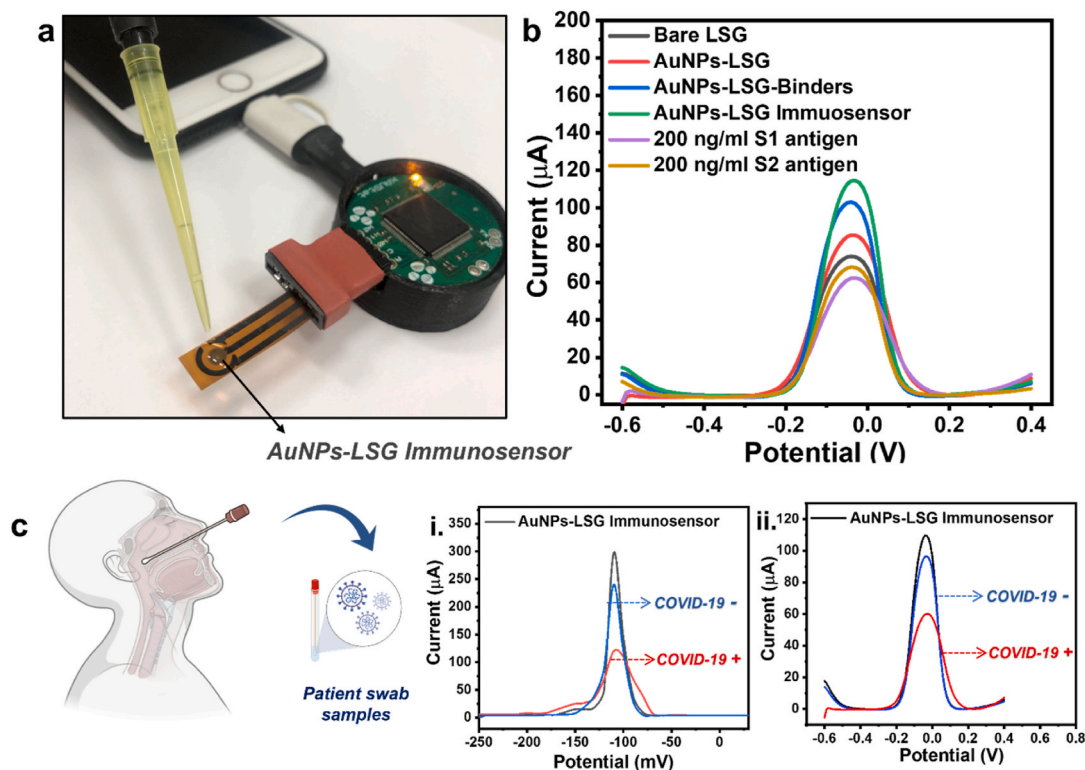 a
AuNPs-LSG Immunosensor
b
Bare LSG
AuNPs-LSG
AuNPs-LSG-Binders
AuNPs-LSG Immuosensor
200 ng/ml S1 antigen
200 ng/ml S2 antigen
200
180
160
140
120
100
80
60
40
20
0
Current (μA)
-0.6 -0.4 -0.2 0.0 0.2 0.4
Potential (V)
c
Patient swab
samples
i.
AuNPs-LSG Immunosensor
350
300
250
200
150
100
50
0
Current (μA)
COVID-19 -
COVID-19 +
-250 -200 -150 -100 -50 0
Potential (mV)
ii.
AuNPs-LSG Immunosensor
120
100
80
60
40
20
0
Current (μA)
COVID-19 -
COVID-19 +
-0.6 -0.4 -0.2 0.0 0.2 0.4 0.6 0.8
Potential (V)